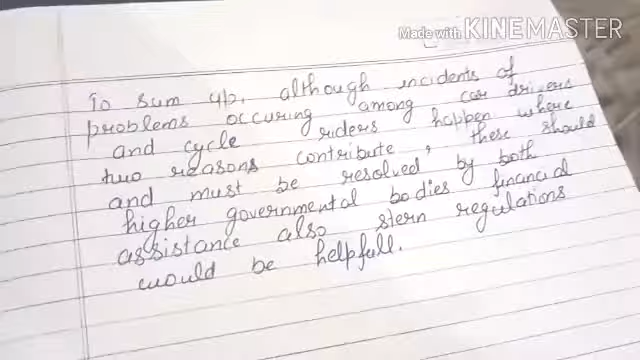 Made with KINEMASTER
To sum up, although incidents of
problems occuring among car drivers
and cycle riders happen where
two reasons contribute, these should
and must be resolved by both
higher governmental bodies financial
assistance also stern regulations
would be helpfull.